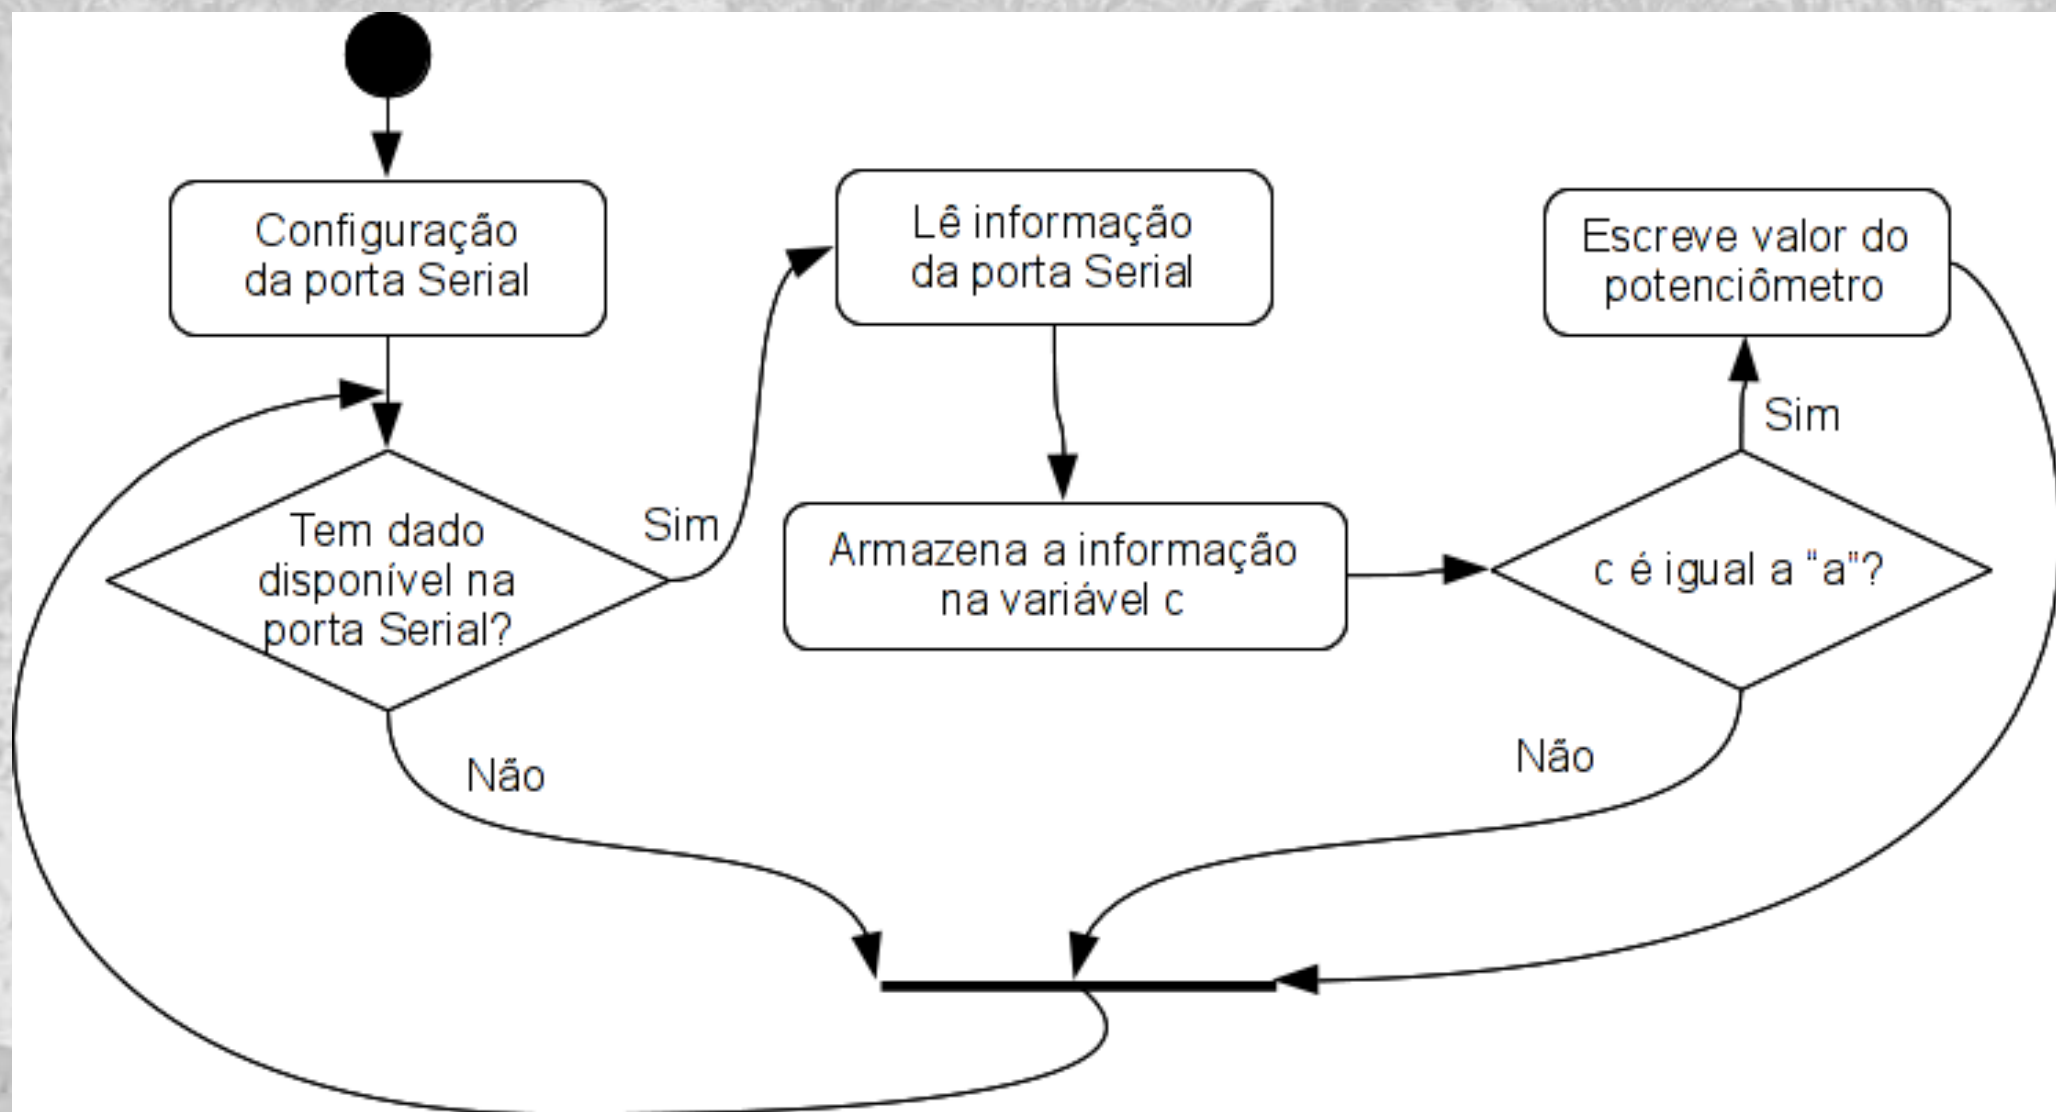 Configuração
da porta Serial
Tem dado
disponível na
porta Serial?
Sim
Não
Lê informação
da porta Serial
Armazena a informação
na variável c
c é igual a "a"?
Sim
Não
Escreve valor do
potenciômetro